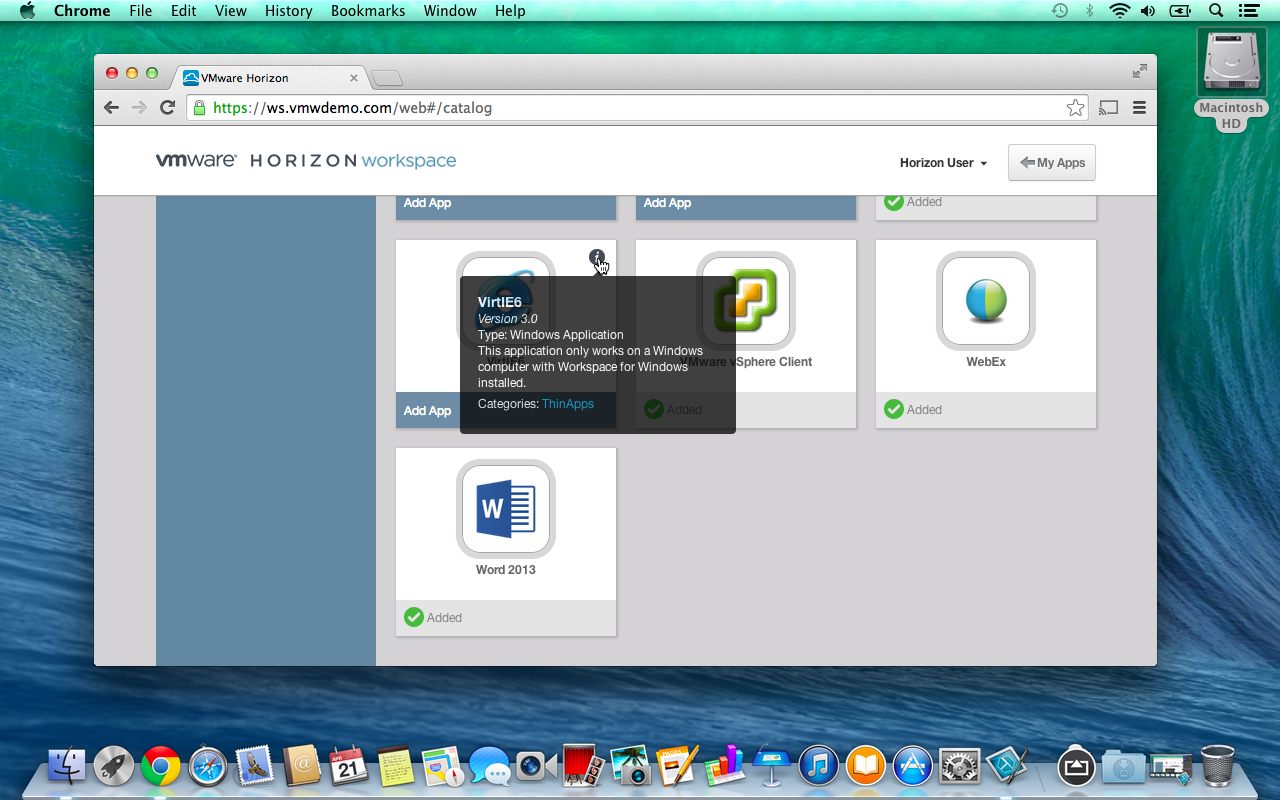 Chrome File Edit View History Bookmarks Window Help
Macintosh
HD
VMware Horizon
https://ws.vmwdemo.com/web#/catalog
vmware HORIZON workspace
Horizon User
My Apps
Add App
Add App
Added
VirtIE6
Version 3.0
Type: Windows Application
This application only works on a Windows
computer with Workspace for Windows
installed.
Categories: ThinApps
VirtIE6
Add App
VMware vSphere Client
Added
WebEx
Added
W
Word 2013
Added
APR
21
PAGES